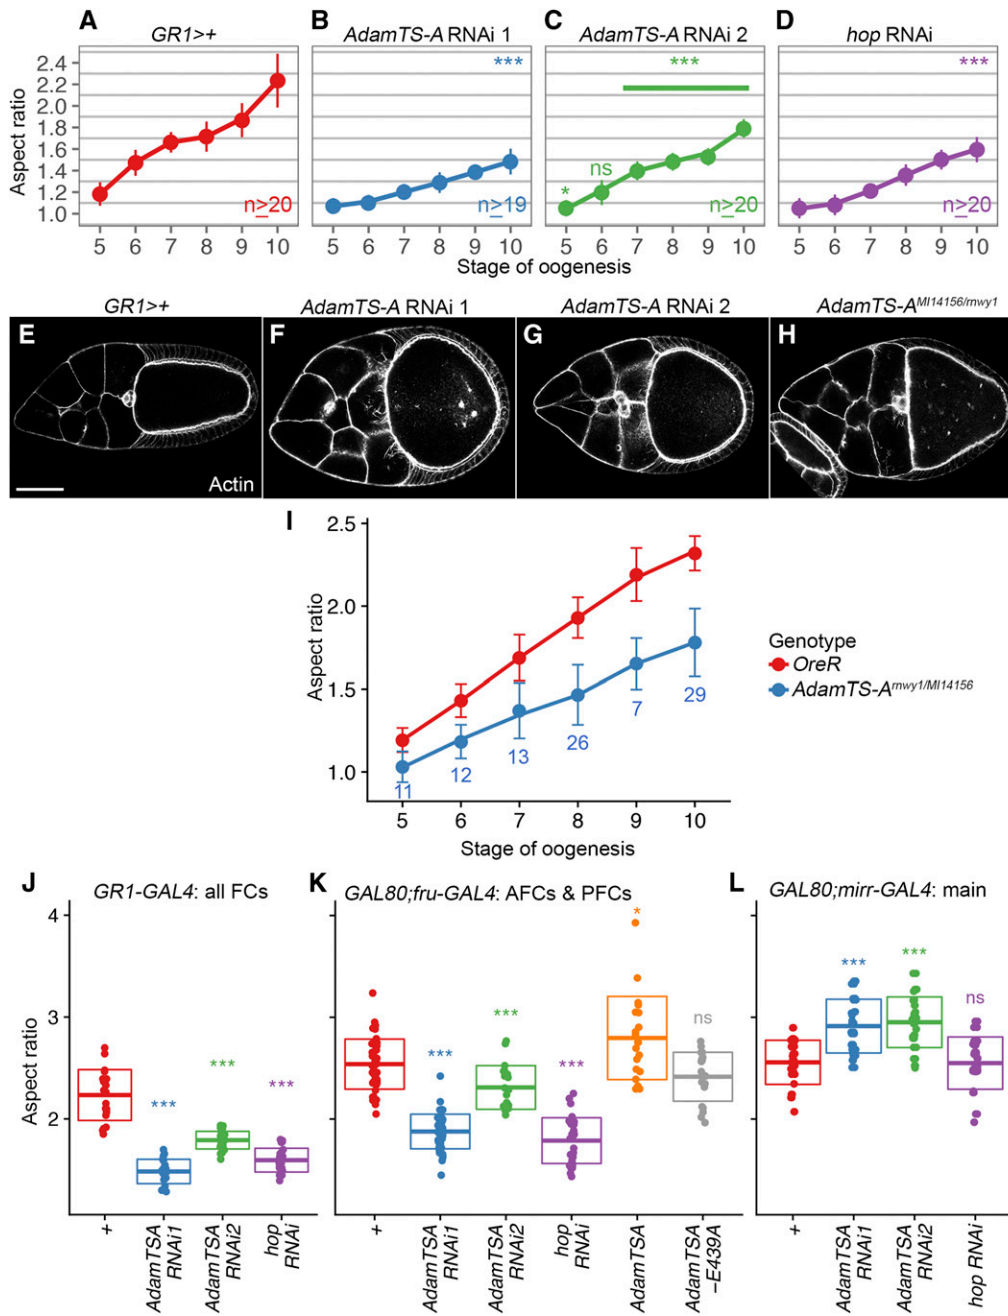 A B C D
GR1>+ AdamTS-A RNAi 1 AdamTS-A RNAi 2 hop RNAi
*** *** ***
2.4
2.2
2.0
1.8
1.6
1.4
1.2
1.0
Aspect ratio
ns
*
n≥20 n≥19 n≥20 n≥20
5 6 7 8 9 10 5 6 7 8 9 10 5 6 7 8 9 10 5 6 7 8 9 10
Stage of oogenesis
GR1>+ AdamTS-A RNAi 1 AdamTS-A RNAi 2 AdamTS-A^MI14156/rnwy1
E F G H
Actin
I
2.5
2.0
1.5
1.0
Aspect ratio
11 12 13 26 7 29
5 6 7 8 9 10
Stage of oogenesis
Genotype
OreR
AdamTS-A^rnwy1/MI14156
J K L
GR1-GAL4: all FCs GAL80;fru-GAL4: AFCs & PFCs GAL80;mirr-GAL4: main
4
3
2
Aspect ratio
*** *** ***
*** *** *** * ns
*** *** ns
+ AdamTSA RNAi1 AdamTSA RNAi2 hop RNAi
+ AdamTSA RNAi1 AdamTSA RNAi2 hop RNAi AdamTSA AdamTSA –E439A
+ AdamTSA RNAi1 AdamTSA RNAi2 hop RNAi